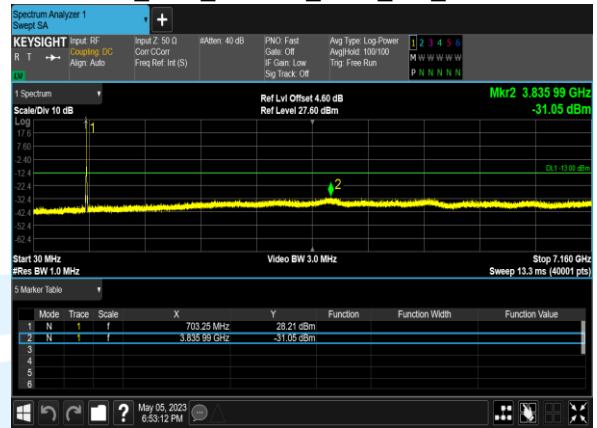 Spectrum Analyzer 1
Swept SA
+
KEYSIGHT Input: RF Input Z: 50 Ω #Atten: 40 dB PNO: Fast Avg Type: Log-Power 1 2 3 4 5 6
R T Coupling: DC Corr CCorr Gate: Off Avg|Hold: 100/100 M W W W W W
Align: Auto Freq Ref: Int (S) IF Gain: Low Trig: Free Run
LV Sig Track: Off P N N N N N
1 Spectrum Mkr2 3.835 99 GHz
Ref Lvl Offset 4.60 dB
Scale/Div 10 dB Ref Level 27.60 dBm -31.05 dBm
Log
1
17.6
7.60
-2.40
-12.4 DL1 -13.00 dBm
-22.4 2
-32.4
-42.4
-52.4
-62.4
Start 30 MHz Video BW 3.0 MHz Stop 7.160 GHz
#Res BW 1.0 MHz Sweep 13.3 ms (40001 pts)
5 Marker Table
Mode Trace Scale X Y Function Function Width Function Value
1 N 1 f 703.25 MHz 28.21 dBm
2 N 1 f 3.835 99 GHz -31.05 dBm
3
4
5
6
? May 05, 2023
6:53:12 PM